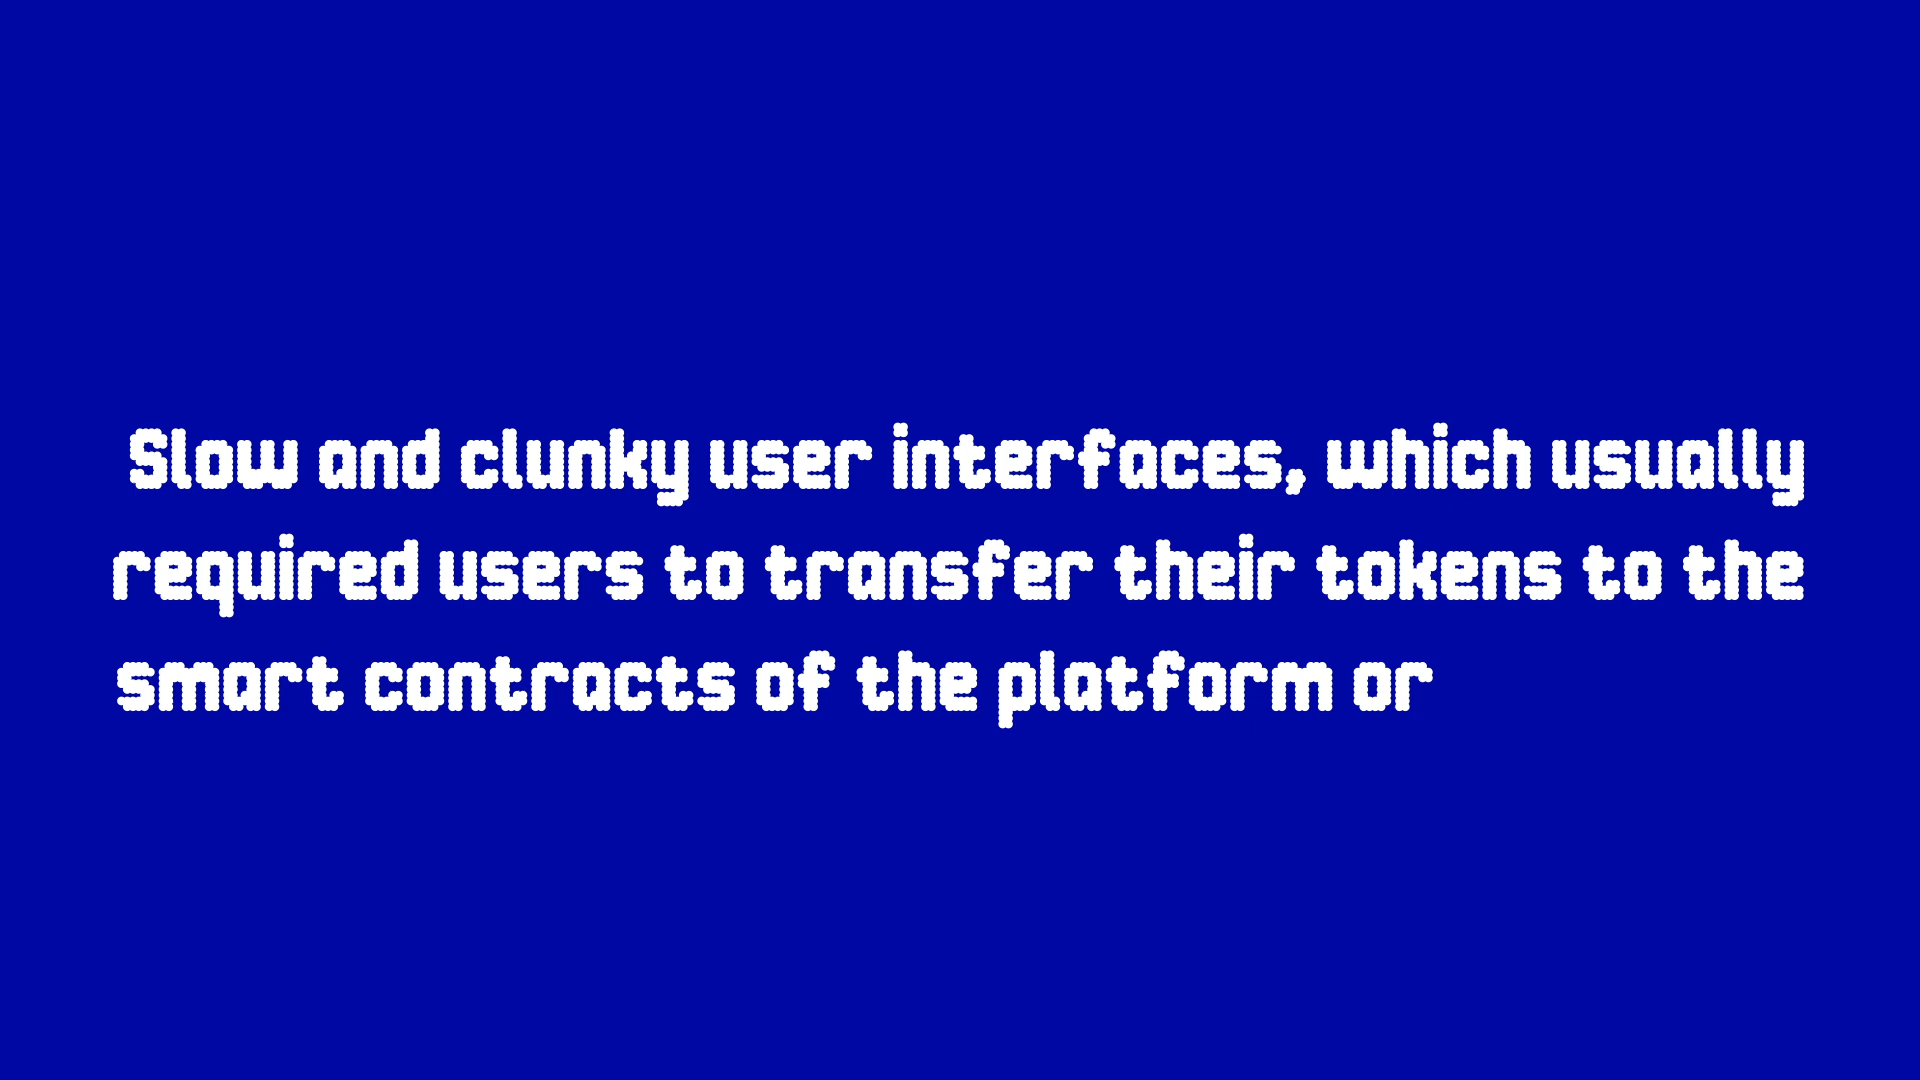 Slow and clunky user interfaces, which usually
required users to transfer their tokens to the
smart contracts of the platform or